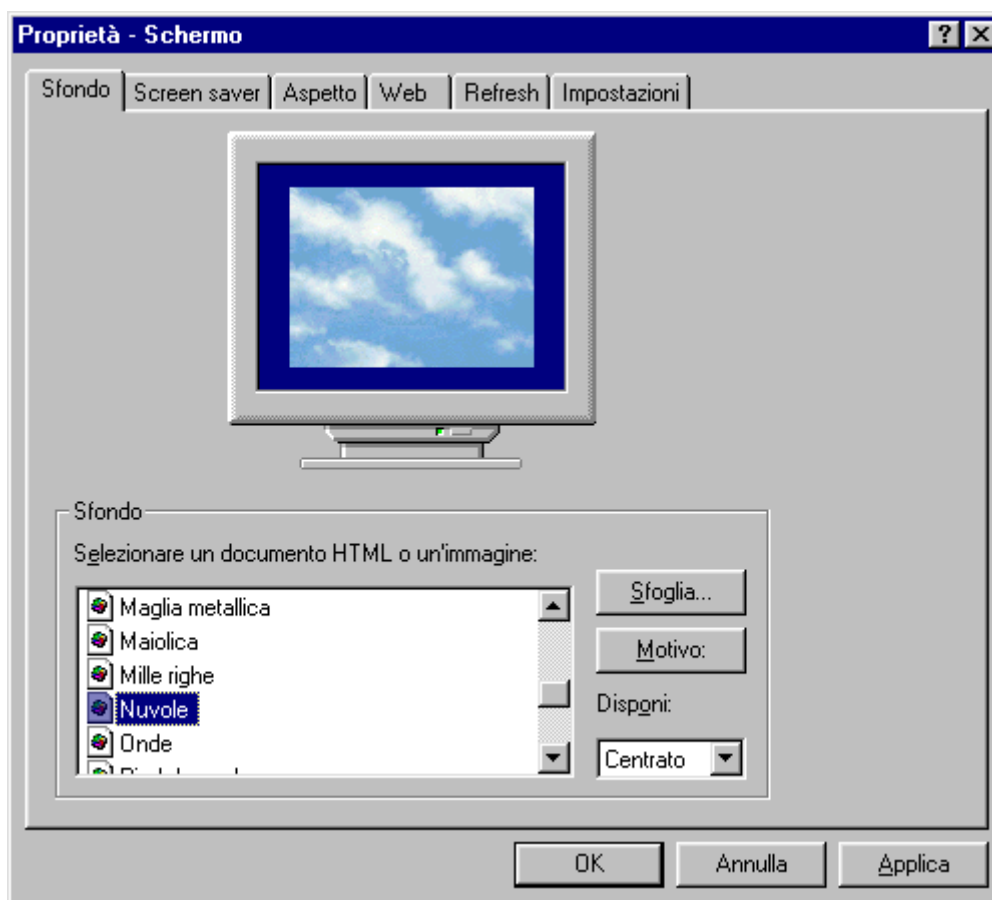 Proprietà - Schermo
Sfondo Screen saver Aspetto Web Refresh Impostazioni
Sfondo
Selezionare un documento HTML o un'immagine:
Maglia metallica
Maiolica
Mille righe
Nuvole
Onde
Sfoglia...
Motivo:
Disponi:
Centrato
OK Annulla Applica